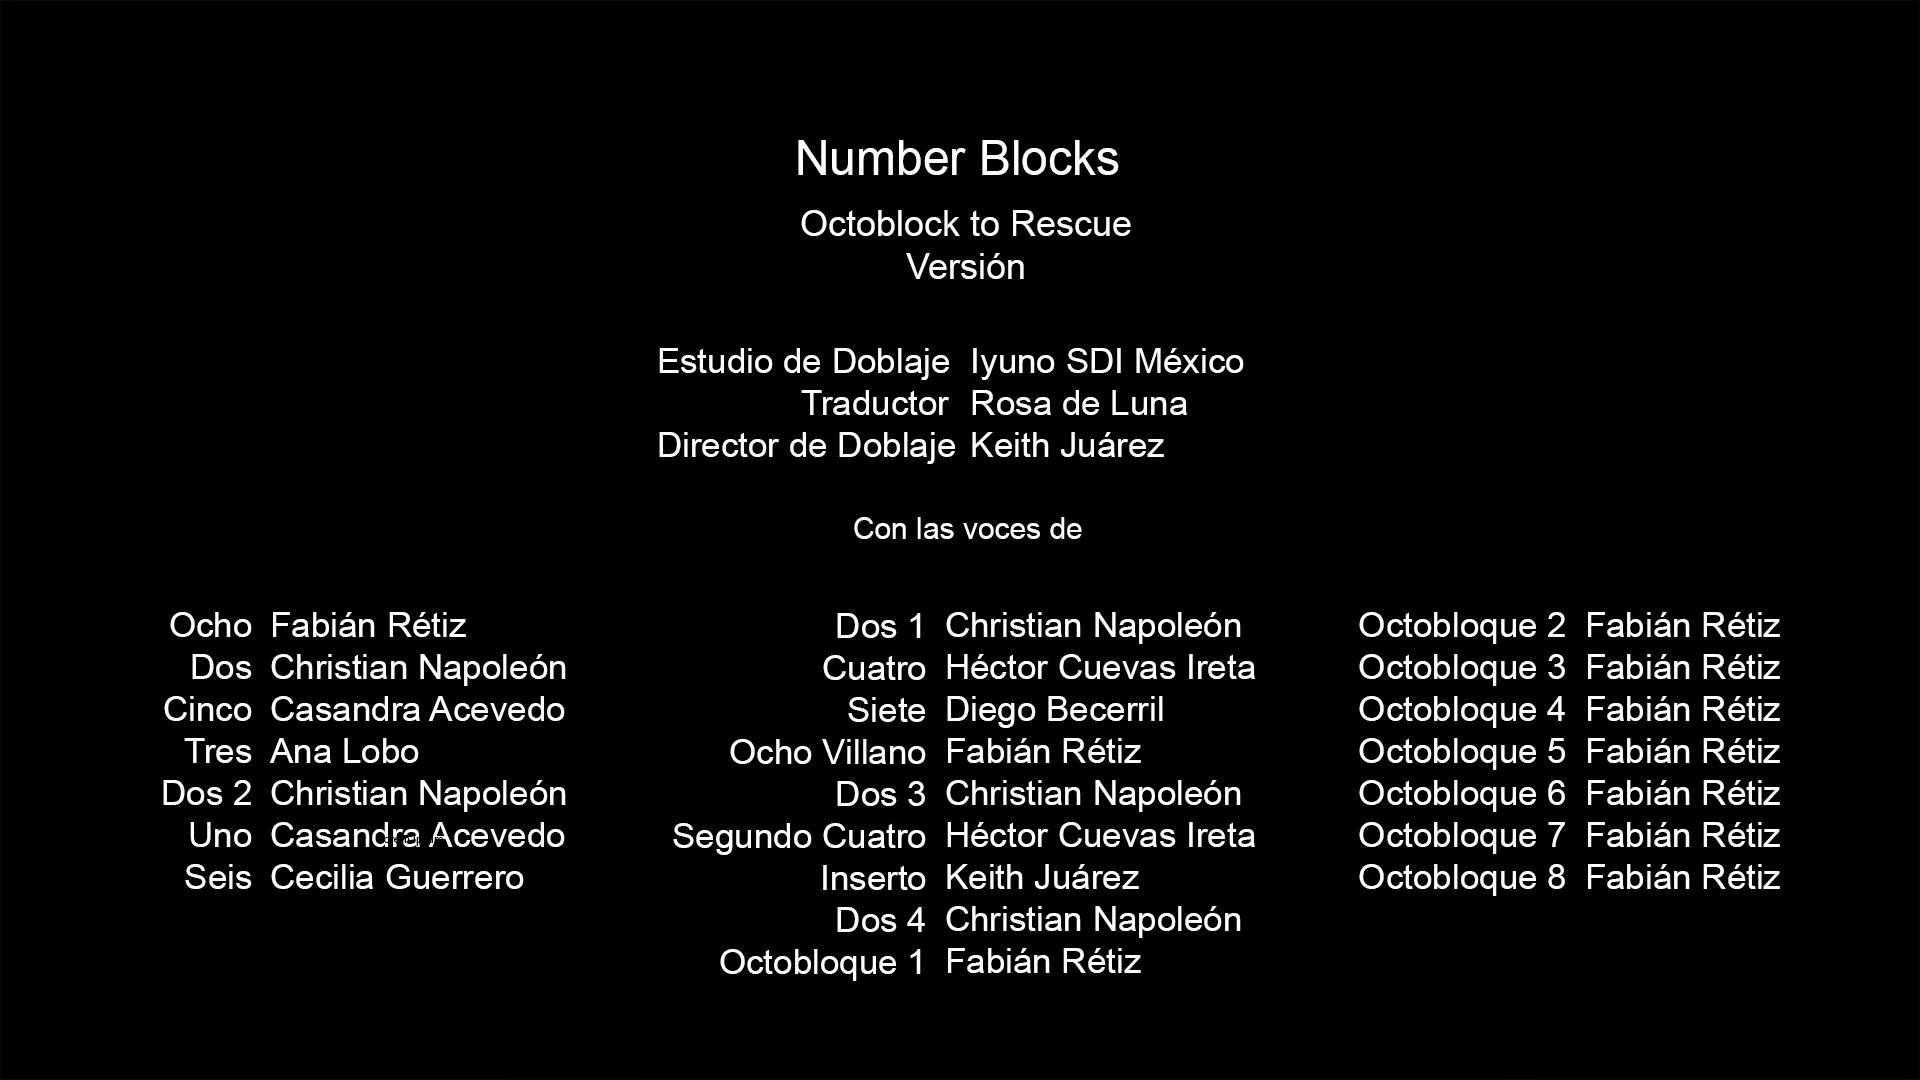 Number Blocks
Octoblock to Rescue
Versión
Estudio de Doblaje Iyuno SDI México
Traductor Rosa de Luna
Director de Doblaje Keith Juárez
Con las voces de
Ocho Fabián Rétiz
Dos Christian Napoleón
Cinco Casandra Acevedo
Tres Ana Lobo
Dos 2 Christian Napoleón
Uno Casandra Acevedo
Seis Cecilia Guerrero
Dos 1 Christian Napoleón
Cuatro Héctor Cuevas Ireta
Siete Diego Becerril
Ocho Villano Fabián Rétiz
Dos 3 Christian Napoleón
Segundo Cuatro Héctor Cuevas Ireta
Inserto Keith Juárez
Dos 4 Christian Napoleón
Octobloque 1 Fabián Rétiz
Octobloque 2 Fabián Rétiz
Octobloque 3 Fabián Rétiz
Octobloque 4 Fabián Rétiz
Octobloque 5 Fabián Rétiz
Octobloque 6 Fabián Rétiz
Octobloque 7 Fabián Rétiz
Octobloque 8 Fabián Rétiz